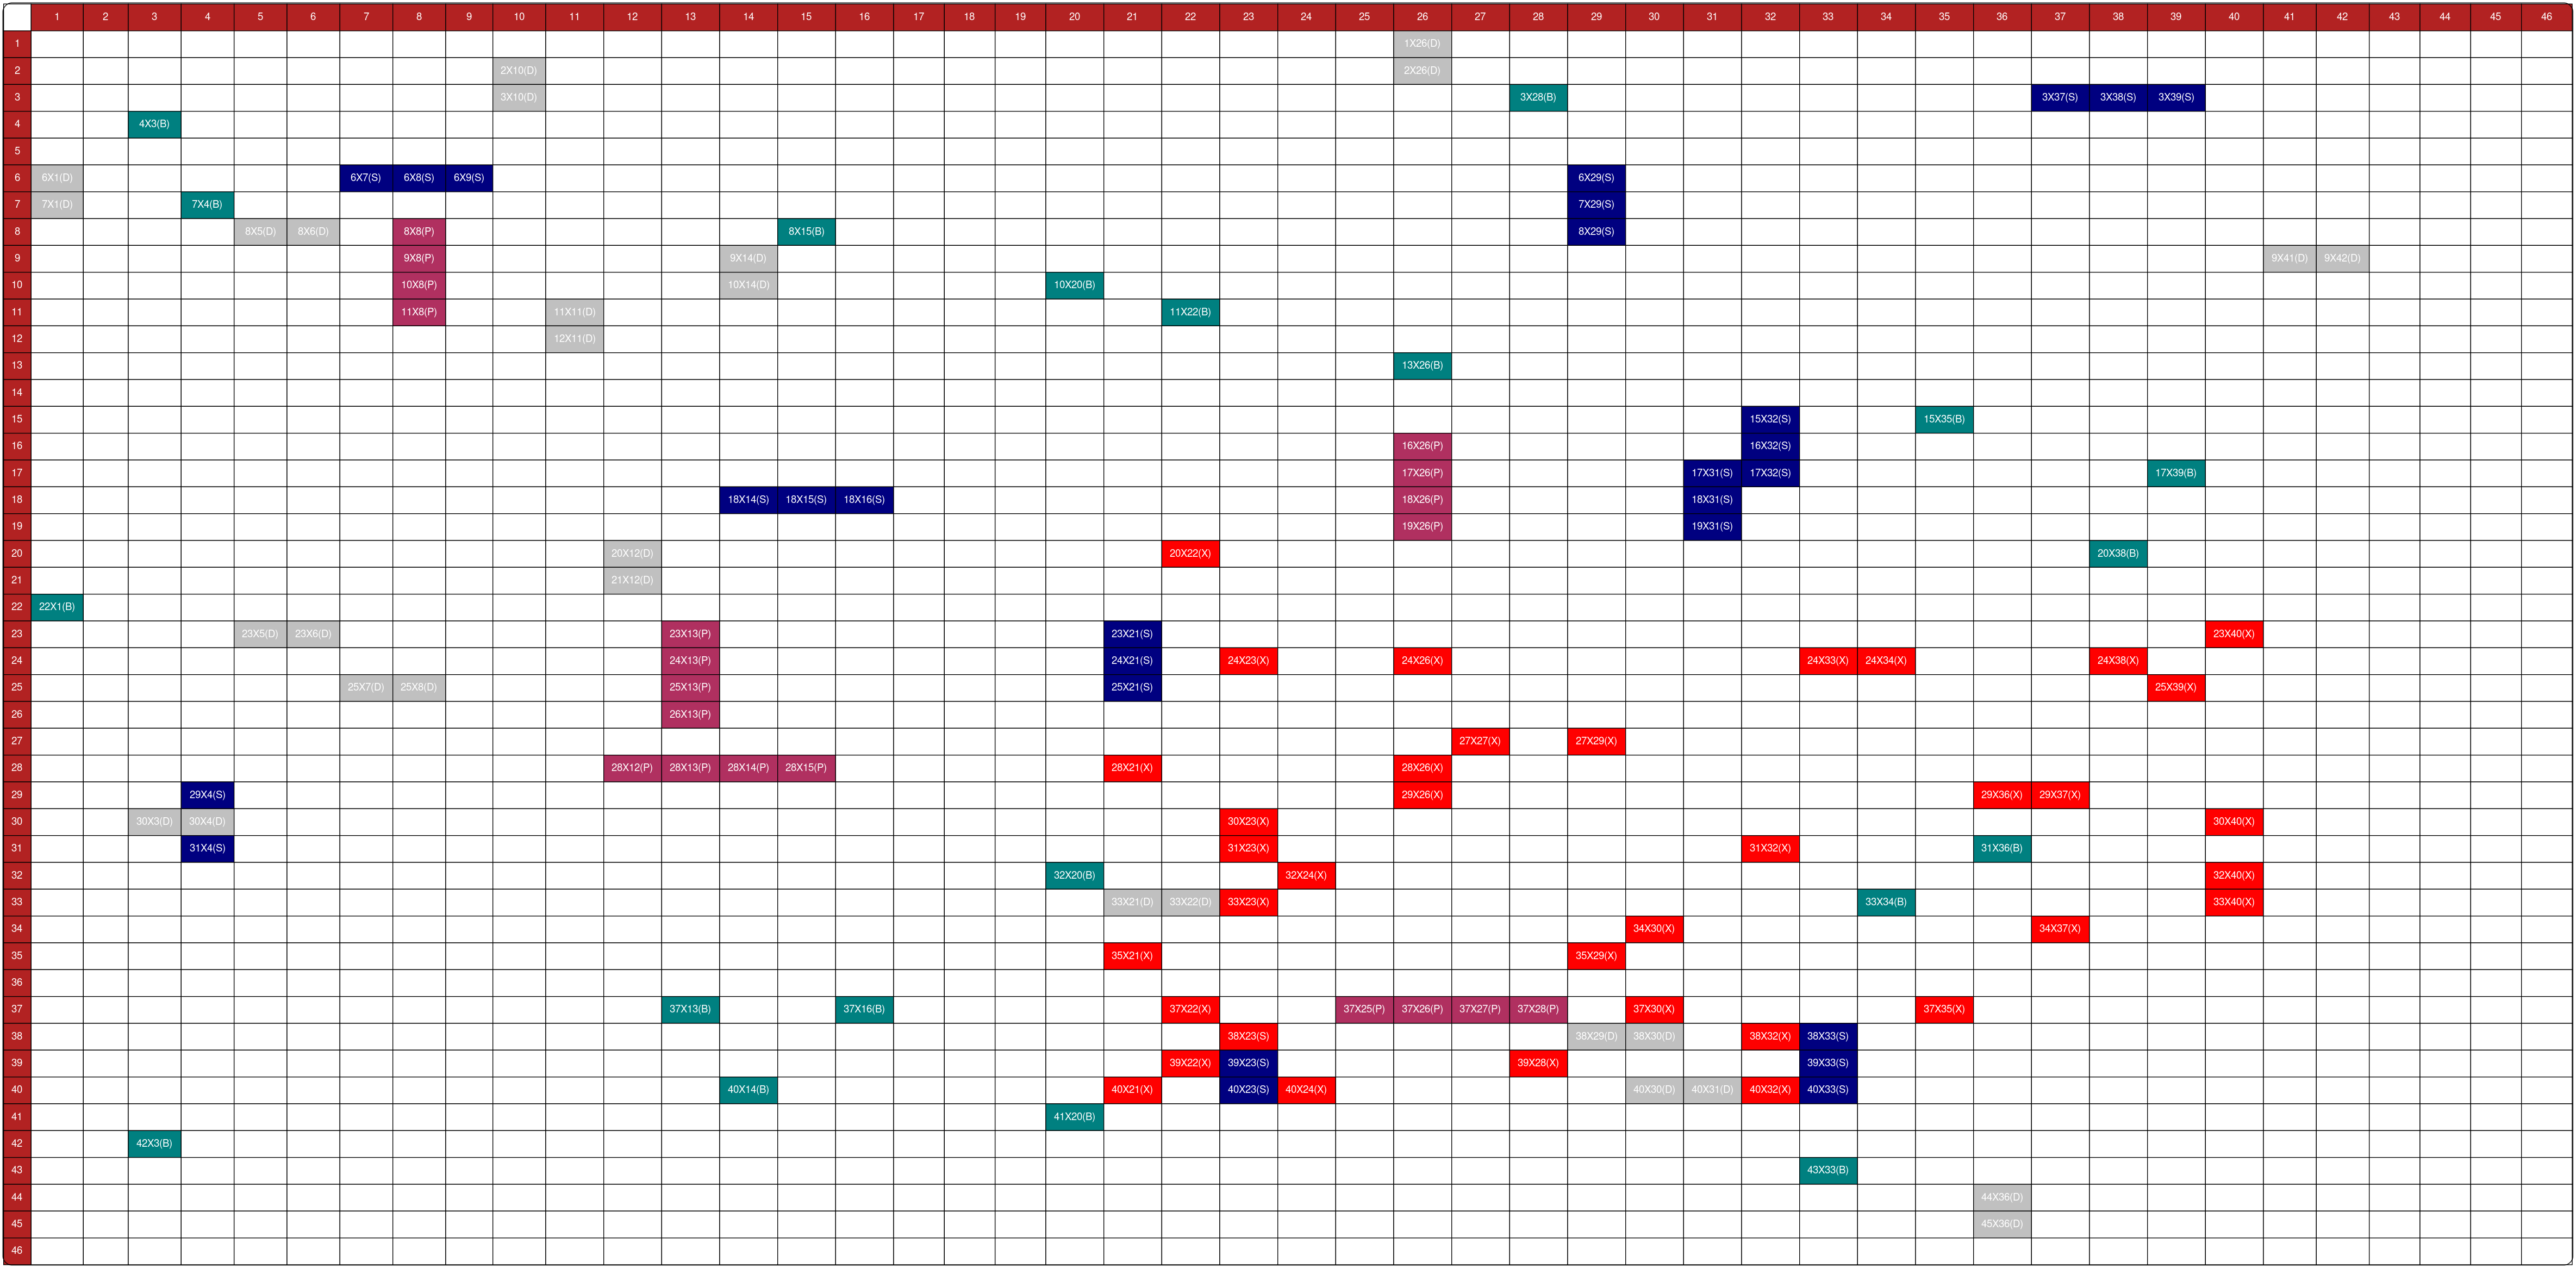 1 2 3 4 5 6 7 8 9 10 11 12 13 14 15 16 17 18 19 20 21 22 23 24 25 26 27 28 29 30 31 32 33 34 35 36 37 38 39 40 41 42 43 44 45 46
1 1X26(D)
2 2X10(D) 2X26(D)
3 3X10(D) 3X28(B) 3X37(S) 3X38(S) 3X39(S)
4 4X3(B)
5
6 6X1(D) 6X7(S) 6X8(S) 6X9(S) 6X29(S)
7 7X1(D) 7X4(B) 7X29(S)
8 8X5(D) 8X6(D) 8X8(P) 8X15(B) 8X29(S)
9 9X8(P) 9X14(D) 9X41(D) 9X42(D)
10 10X8(P) 10X14(D) 10X20(B)
11 11X8(P) 11X11(D) 11X22(B)
12 12X11(D)
13 13X26(B)
14
15 15X32(S) 15X35(B)
16 16X26(P) 16X32(S)
17 17X26(P) 17X31(S) 17X32(S) 17X39(B)
18 18X14(S) 18X15(S) 18X16(S) 18X26(P) 18X31(S)
19 19X26(P) 19X31(S)
20 20X12(D) 20X22(X) 20X38(B)
21 21X12(D)
22 22X1(B)
23 23X5(D) 23X6(D) 23X13(P) 23X21(S) 23X40(X)
24 24X13(P) 24X21(S) 24X23(X) 24X26(X) 24X33(X) 24X34(X) 24X38(X)
25 25X7(D) 25X8(D) 25X13(P) 25X21(S) 25X39(X)
26 26X13(P)
27 27X27(X) 27X29(X)
28 28X12(P) 28X13(P) 28X14(P) 28X15(P) 28X21(X) 28X26(X)
29 29X4(S) 29X26(X) 29X36(X) 29X37(X)
30 30X3(D) 30X4(D) 30X23(X) 30X40(X)
31 31X4(S) 31X23(X) 31X32(X) 31X36(B)
32 32X20(B) 32X24(X) 32X40(X)
33 33X21(D) 33X22(D) 33X23(X) 33X34(B) 33X40(X)
34 34X30(X) 34X37(X)
35 35X21(X) 35X29(X)
36
37 37X13(B) 37X16(B) 37X22(X) 37X25(P) 37X26(P) 37X27(P) 37X28(P) 37X30(X) 37X35(X)
38 38X23(S) 38X29(D) 38X30(D) 38X32(X) 38X33(S)
39 39X22(X) 39X23(S) 39X28(X) 39X33(S)
40 40X14(B) 40X21(X) 40X23(S) 40X24(X) 40X30(D) 40X31(D) 40X32(X) 40X33(S)
41 41X20(B)
42 42X3(B)
43 43X33(B)
44 44X36(D)
45 45X36(D)
46